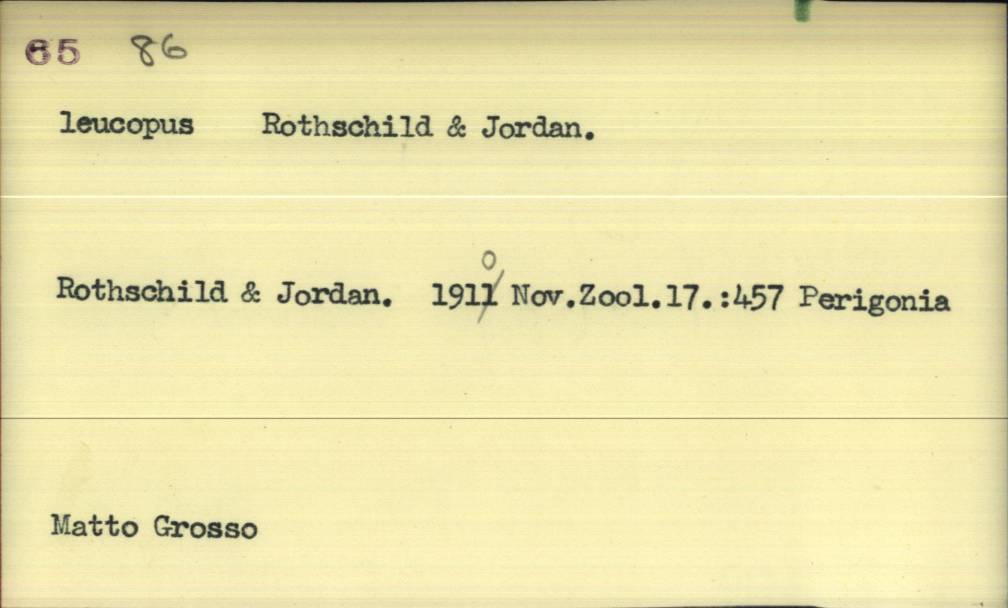 65 86
leucopus Rothschild & Jordan.
0
Rothschild & Jordan. 1911 Nov.Zool.17.:457 Perigonia
Matto Grosso